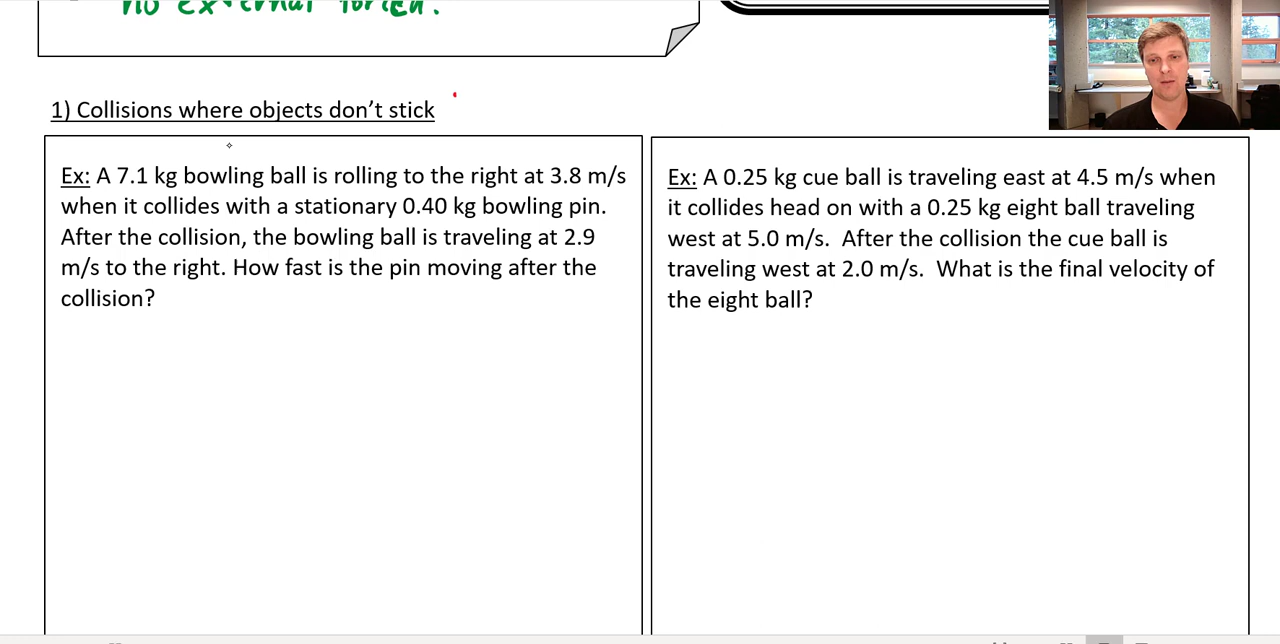 no external forces.
1) Collisions where objects don't stick
Ex: A 7.1 kg bowling ball is rolling to the right at 3.8 m/s
when it collides with a stationary 0.40 kg bowling pin.
After the collision, the bowling ball is traveling at 2.9
m/s to the right. How fast is the pin moving after the
collision?
Ex: A 0.25 kg cue ball is traveling east at 4.5 m/s when
it collides head on with a 0.25 kg eight ball traveling
west at 5.0 m/s.  After the collision the cue ball is
traveling west at 2.0 m/s.  What is the final velocity of
the eight ball?